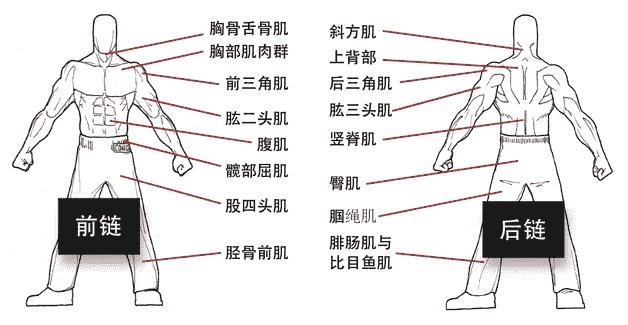 胸骨舌骨肌
胸部肌肉群
前三角肌
肱二头肌
腹肌
髋部屈肌
股四头肌
前链
胫骨前肌
斜方肌
上背部
后三角肌
肱三头肌
竖脊肌
臀肌
腘绳肌
后链
腓肠肌与
比目鱼肌